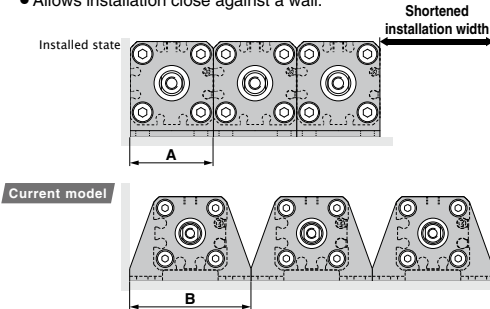 ● Allows installation close against a wall.
Shortened
installation width
Installed state
A
Current model
B